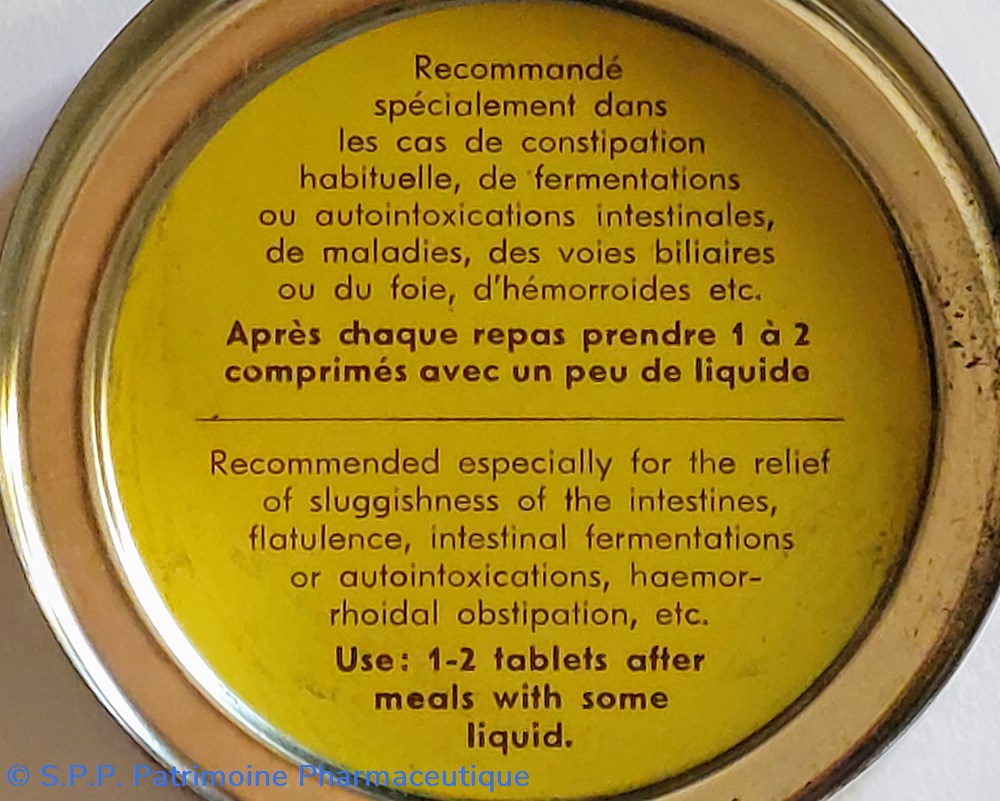 Recommandé
spécialement dans
les cas de constipation
habituelle, de fermentations
ou autointoxications intestinales,
de maladies, des voies biliaires
ou du foie, d'hémorroides etc.
Après chaque repas prendre 1 à 2
comprimés avec un peu de liquide
Recommended especially for the relief
of sluggishness of the intestines,
flatulence, intestinal fermentations
or autointoxications, haemor-
rhoidal obstipation, etc.
Use: 1-2 tablets after
meals with some
liquid.
© S.P.P. Patrimoine Pharmaceutique